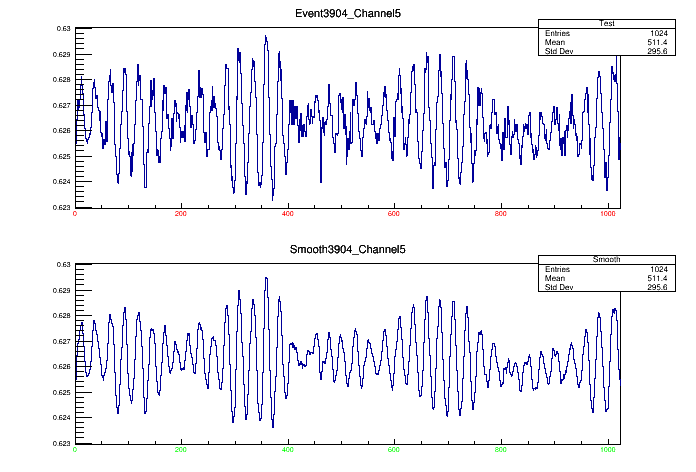 Event3904_Channel5
Test
Entries 1024
Mean 511.4
Std Dev 295.6
0.63
0.629
0.628
0.627
0.626
0.625
0.624
0.623
0 200 400 600 800 1000
Smooth3904_Channel5
Smooth
Entries 1024
Mean 511.4
Std Dev 295.6
0.63
0.629
0.628
0.627
0.626
0.625
0.624
0.623
0 200 400 600 800 1000